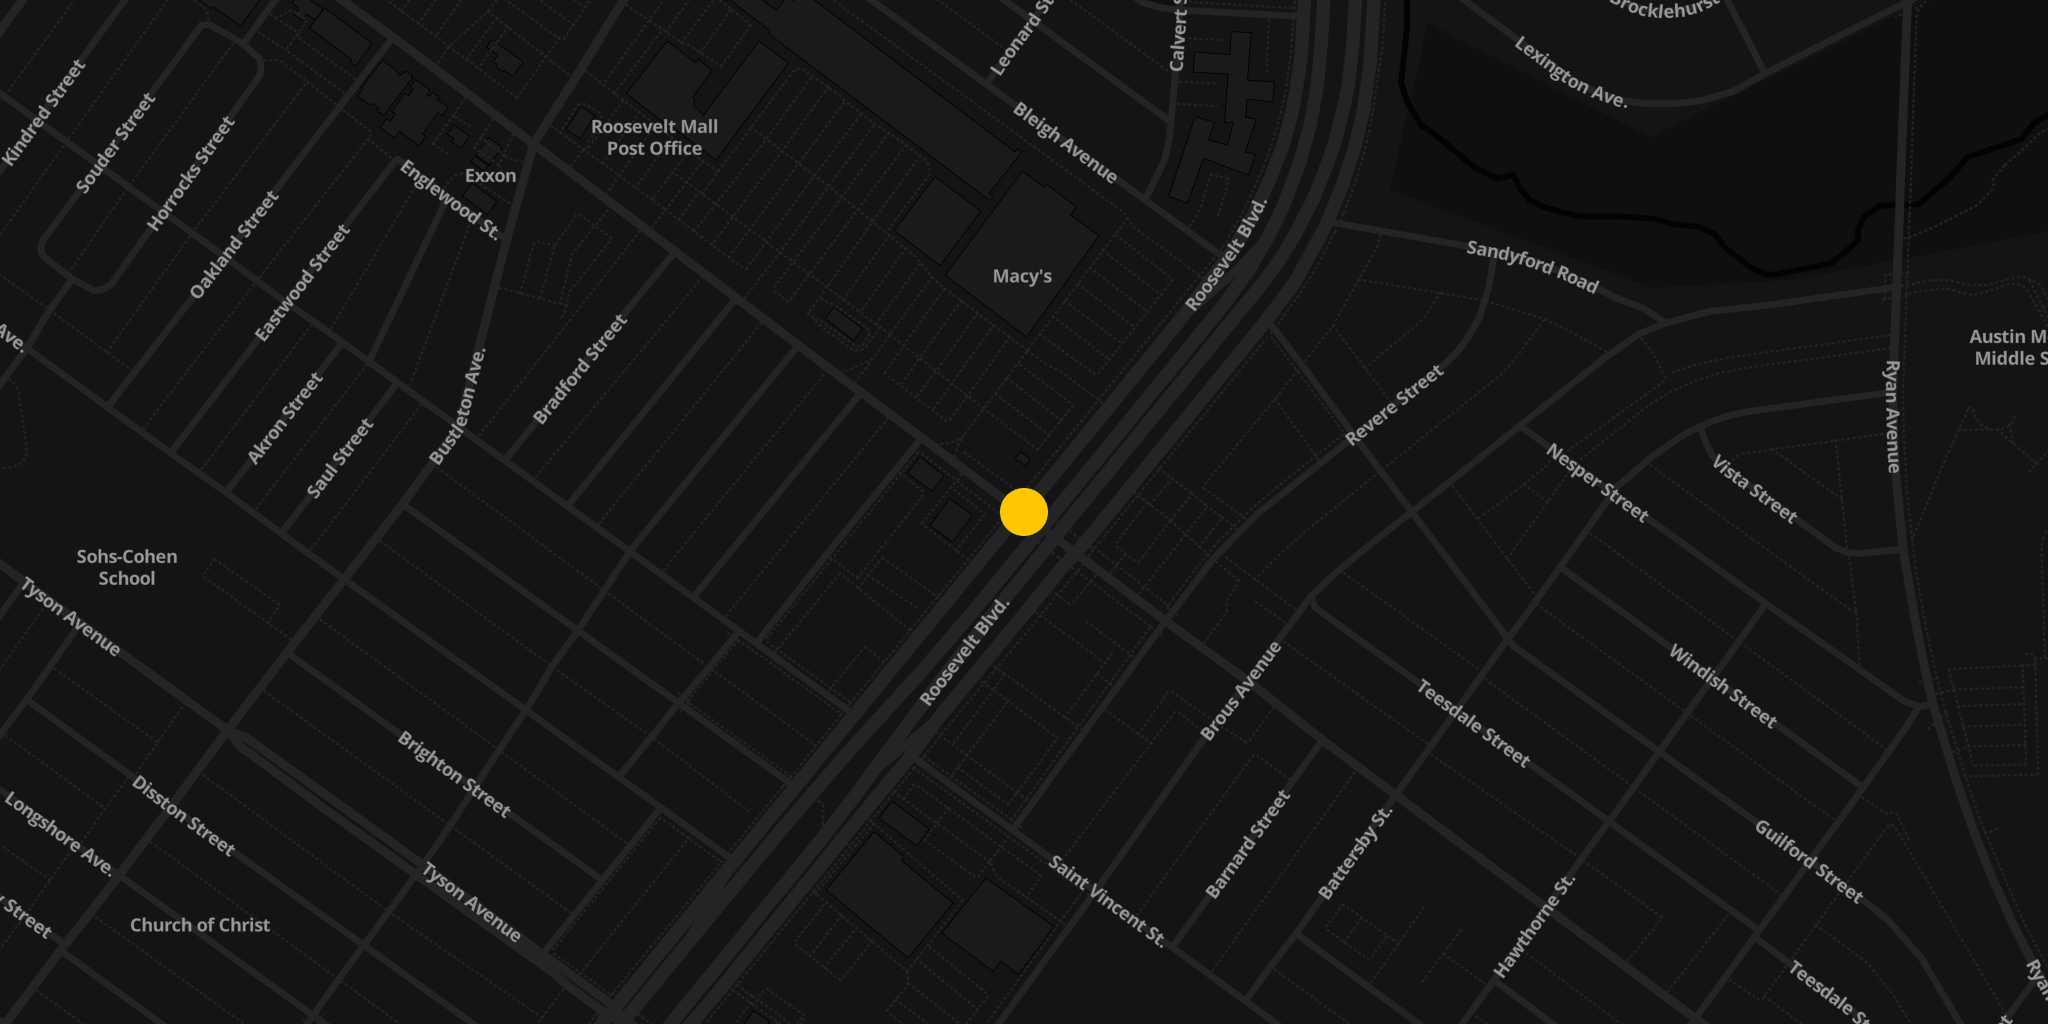 Brocklehurst
Leonard St
Calvert S
Lexington Ave.
Kindred Street
Souder Street
Horrocks Street
Roosevelt Mall
Post Office
Bleigh Avenue
Exxon
Englewood St.
Oakland Street
Eastwood Street
Roosevelt Blvd.
Sandyford Road
Macy's
Ave.
Bradford Street
Austin M
Middle S
Bustleton Ave.
Akron Street
Saul Street
Revere Street
Ryan Avenue
Nesper Street
Vista Street
Sohs-Cohen
School
Tyson Avenue
Roosevelt Blvd.
Brous Avenue
Windish Street
Teesdale Street
Brighton Street
Disston Street
Longshore Ave.
Barnard Street
Battersby St.
Guilford Street
Saint Vincent St.
Tyson Avenue
Hawthorne St.
Street
Church of Christ
Teesdale St
Ryan